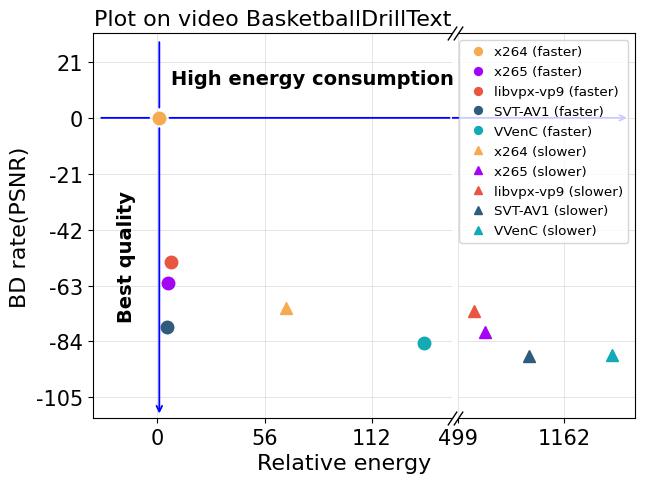 Plot on video BasketballDrillText
BD rate(PSNR)
21
0
-21
-42
-63
-84
-105
High energy consumption
Best quality
x264 (faster)
x265 (faster)
libvpx-vp9 (faster)
SVT-AV1 (faster)
VVenC (faster)
x264 (slower)
x265 (slower)
libvpx-vp9 (slower)
SVT-AV1 (slower)
VVenC (slower)
0 56 112 499 1162
Relative energy